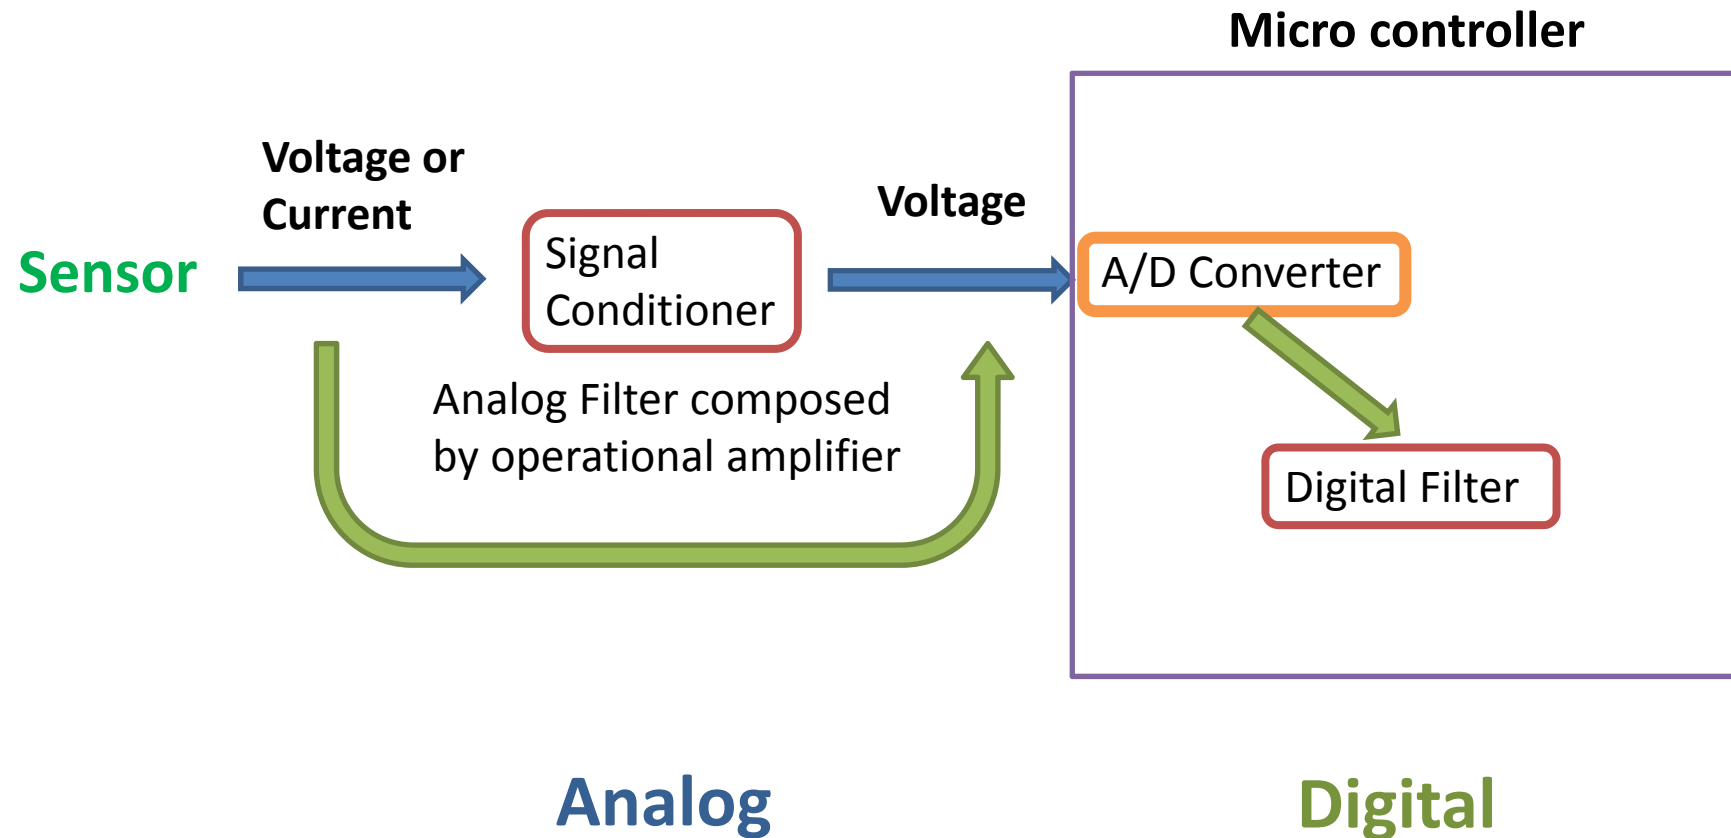 Micro controller
Voltage or
Current
Voltage
Sensor
Signal
Conditioner
A/D Converter
Analog Filter composed
by operational amplifier
Digital Filter
Analog
Digital